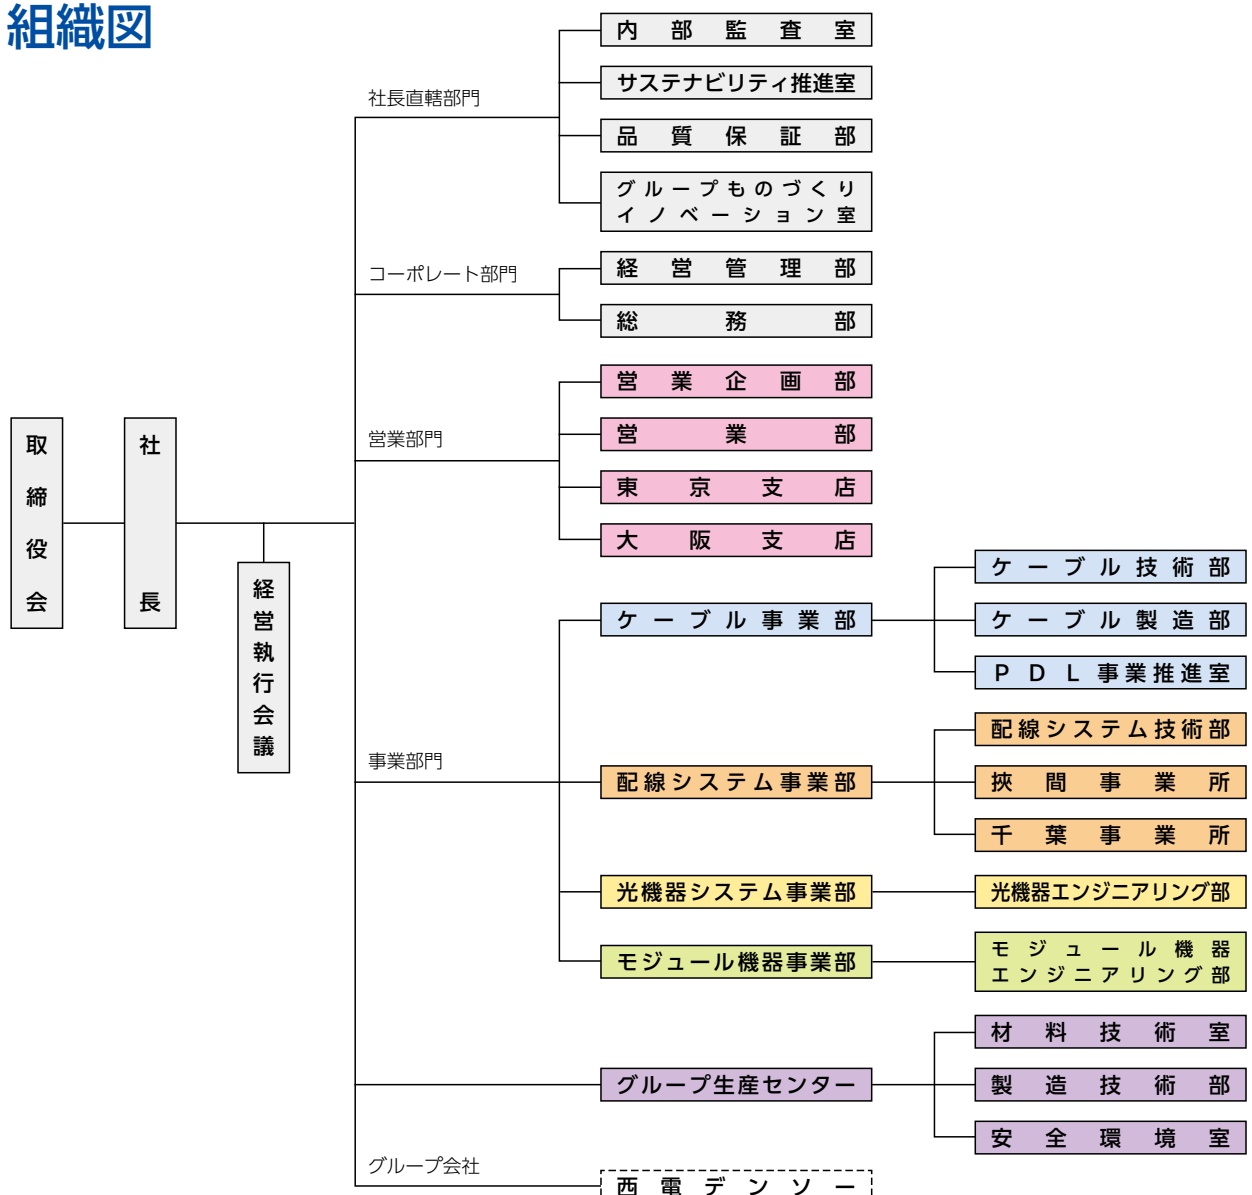 組織図
取締役会
社長
経営執行会議
社長直轄部門
内部監査室
サステナビリティ推進室
品質保証部
グループものづくり
イノベーション室
コーポレート部門
経営管理部
総務部
営業部門
営業企画部
営業部
東京支店
大阪支店
事業部門
ケーブル事業部
ケーブル技術部
ケーブル製造部
PDL事業推進室
配線システム事業部
配線システム技術部
挾間事業所
千葉事業所
光機器システム事業部
光機器エンジニアリング部
モジュール機器事業部
モジュール機器
エンジニアリング部
グループ生産センター
材料技術室
製造技術部
安全環境室
グループ会社
西電デンソー